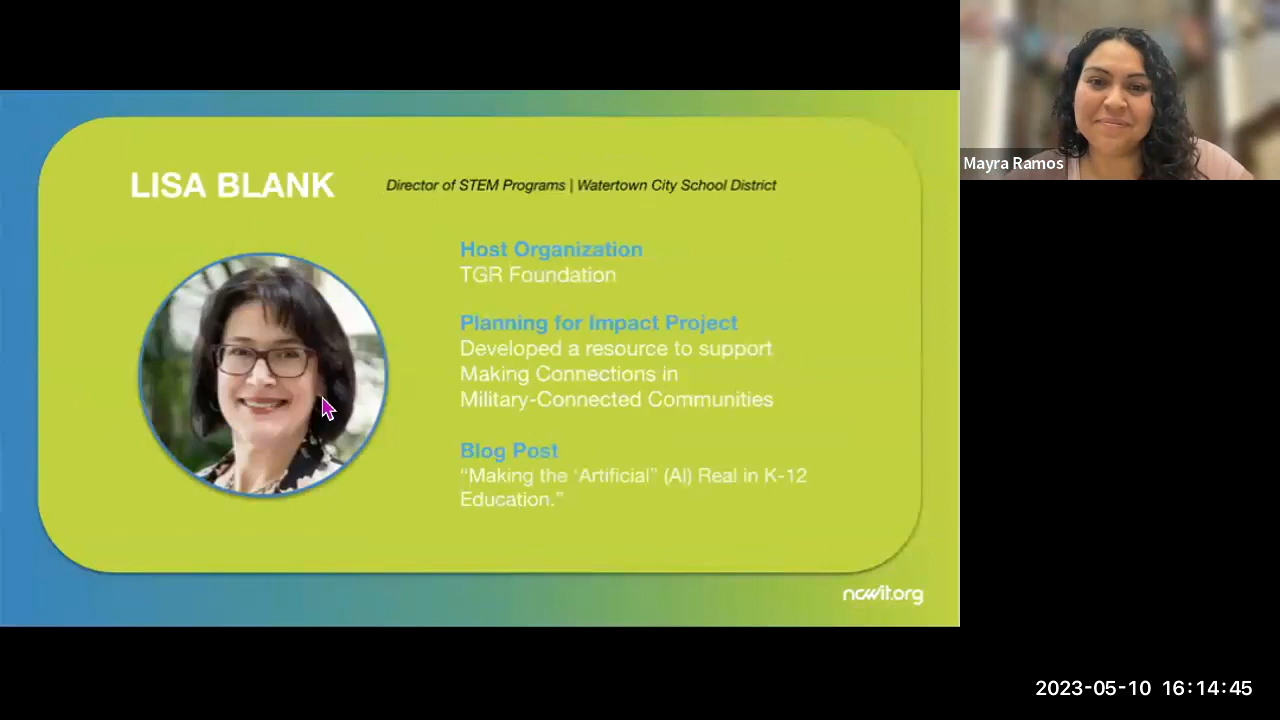 LISA BLANK
Director of STEM Programs | Watertown City School District
Host Organization
TGR Foundation
Planning for Impact Project
Developed a resource to support
Making Connections in
Military-Connected Communities
Blog Post
“Making the ‘Artificial” (AI) Real in K-12
Education.”
ncwit.org
Mayra Ramos
2023-05-10 16:14:45